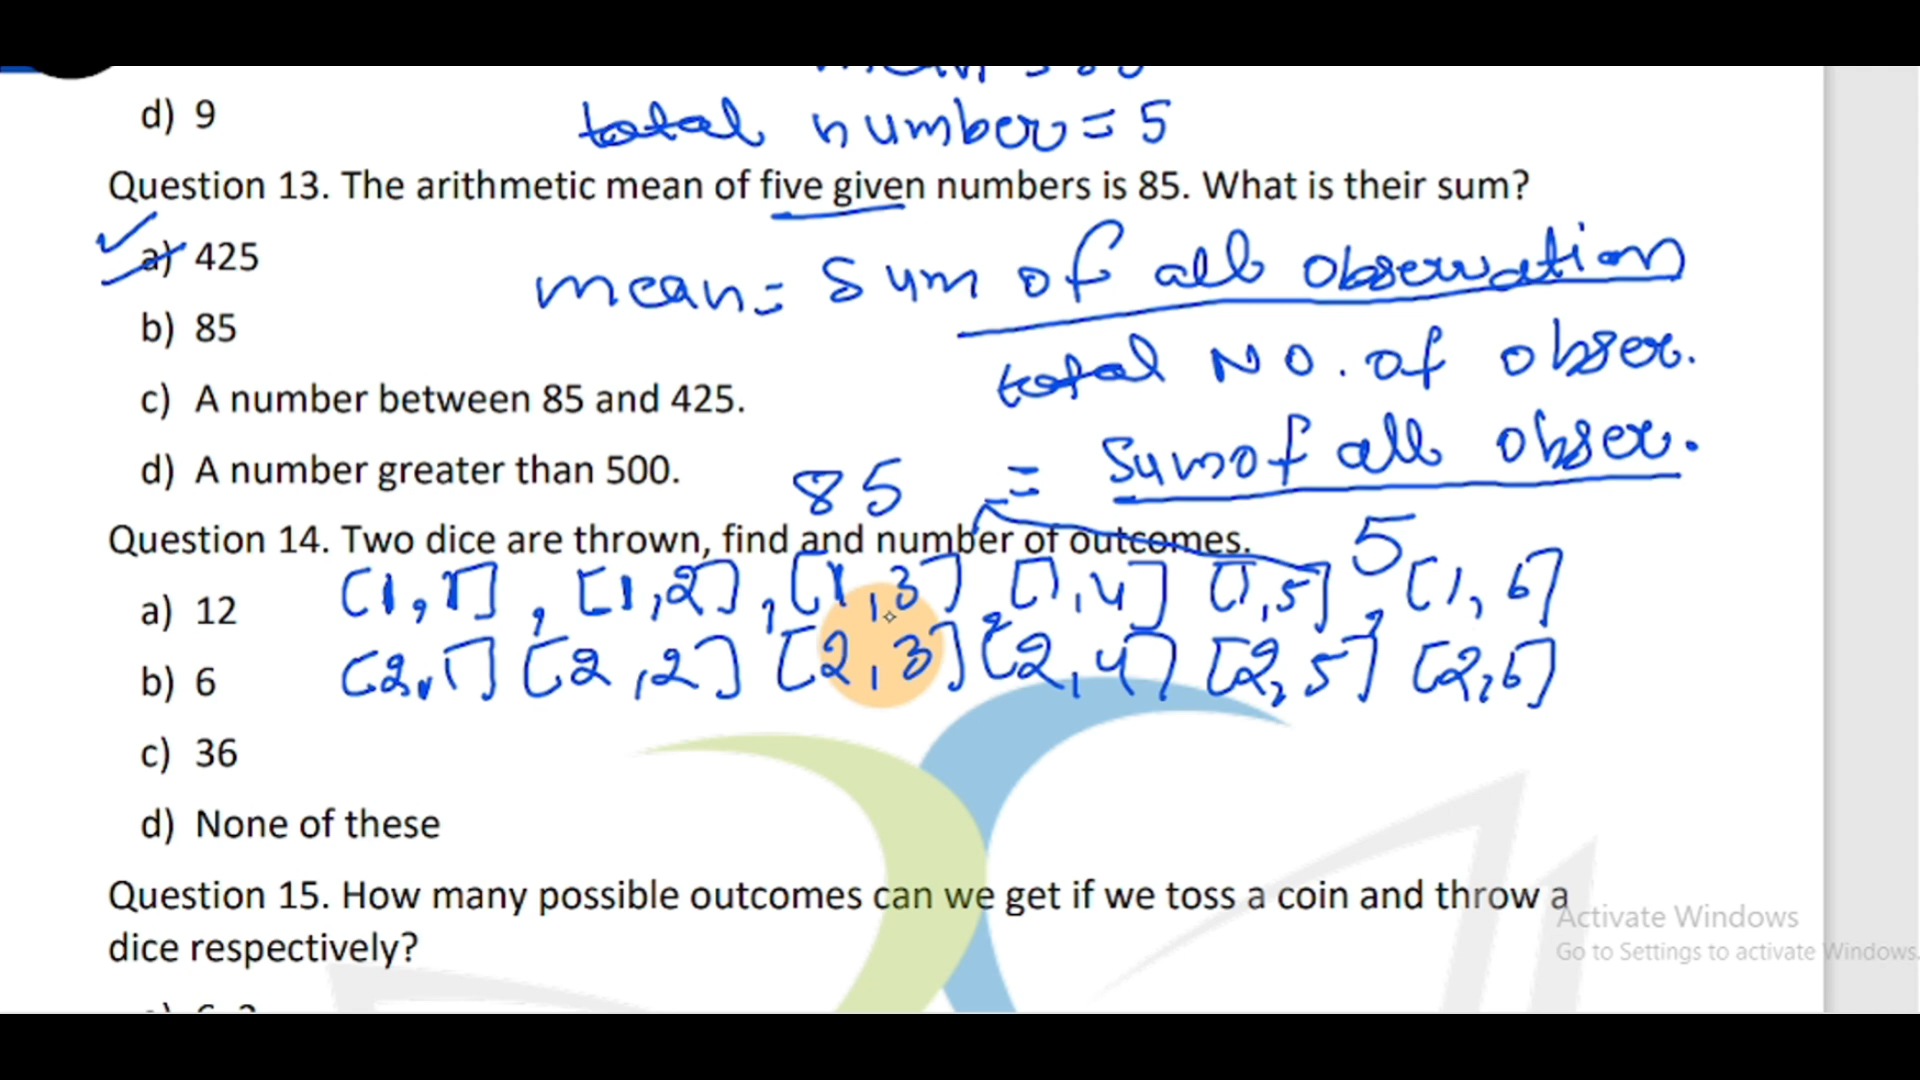 d) 9
total number = 5
Question 13. The arithmetic mean of five given numbers is 85. What is their sum?
a) 425
mean = Sum of all observation
b) 85
total No. of obser.
c) A number between 85 and 425.
85 = Sum of all obser.
d) A number greater than 500.
5
Question 14. Two dice are thrown, find and number of outcomes.
[1,1], [1,2], [1,3] [1,4] [1,5], [1,6]
a) 12
[2,1] [2,2] [2,3] [2,4] [2,5] [2,6]
b) 6
c) 36
d) None of these
Question 15. How many possible outcomes can we get if we toss a coin and throw a
dice respectively?
Activate Windows
Go to Settings to activate Windows.